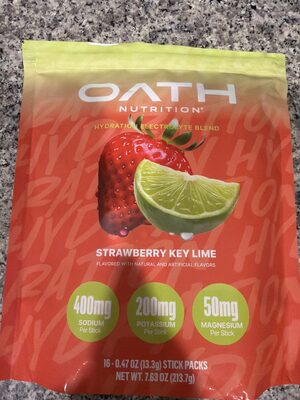 OATH
NUTRITION®
HYDRATION ELECTROLYTE BLEND
STRAWBERRY KEY LIME
FLAVORED WITH NATURAL AND ARTIFICIAL FLAVORS
400mg
SODIUM
Per Stick
200mg
POTASSIUM
Per Stick
50mg
MAGNESIUM
Per Stick
16 - 0.47 OZ (13.3g) STICK PACKS
NET WT. 7.63 OZ (213.7g)